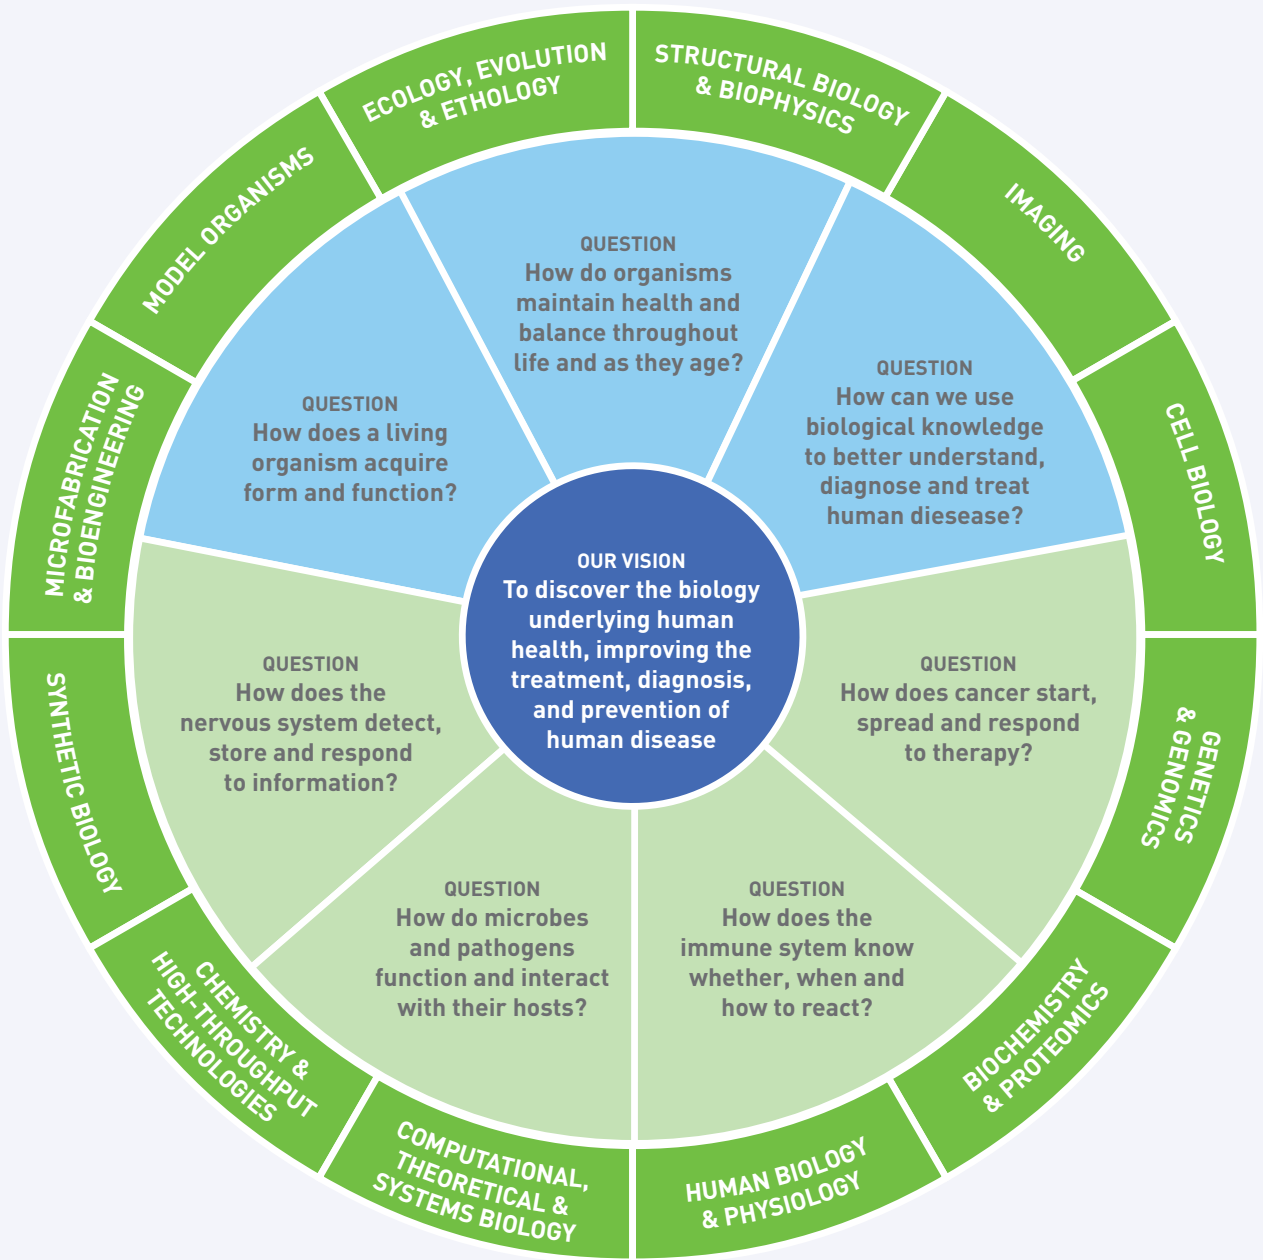 ECOLOGY, EVOLUTION
& ETHOLOGY
STRUCTURAL BIOLOGY
& BIOPHYSICS
IMAGING
CELL BIOLOGY
GENETICS
& GENOMICS
BIOCHEMISTRY
& PROTEOMICS
HUMAN BIOLOGY
& PHYSIOLOGY
COMPUTATIONAL,
THEORETICAL &
SYSTEMS BIOLOGY
CHEMISTRY &
HIGH-THROUGHPUT
TECHNOLOGIES
SYNTHETIC BIOLOGY
MICROFABRICATION
& BIOENGINEERING
MODEL ORGANISMS
QUESTION
How do organisms
maintain health and
balance throughout
life and as they age?
QUESTION
How can we use
biological knowledge
to better understand,
diagnose and treat
human diesease?
QUESTION
How does cancer start,
spread and respond
to therapy?
QUESTION
How does the
immune sytem know
whether, when and
how to react?
QUESTION
How do microbes
and pathogens
function and interact
with their hosts?
QUESTION
How does the
nervous system detect,
store and respond
to information?
QUESTION
How does a living
organism acquire
form and function?
OUR VISION
To discover the biology
underlying human
health, improving the
treatment, diagnosis,
and prevention of
human disease